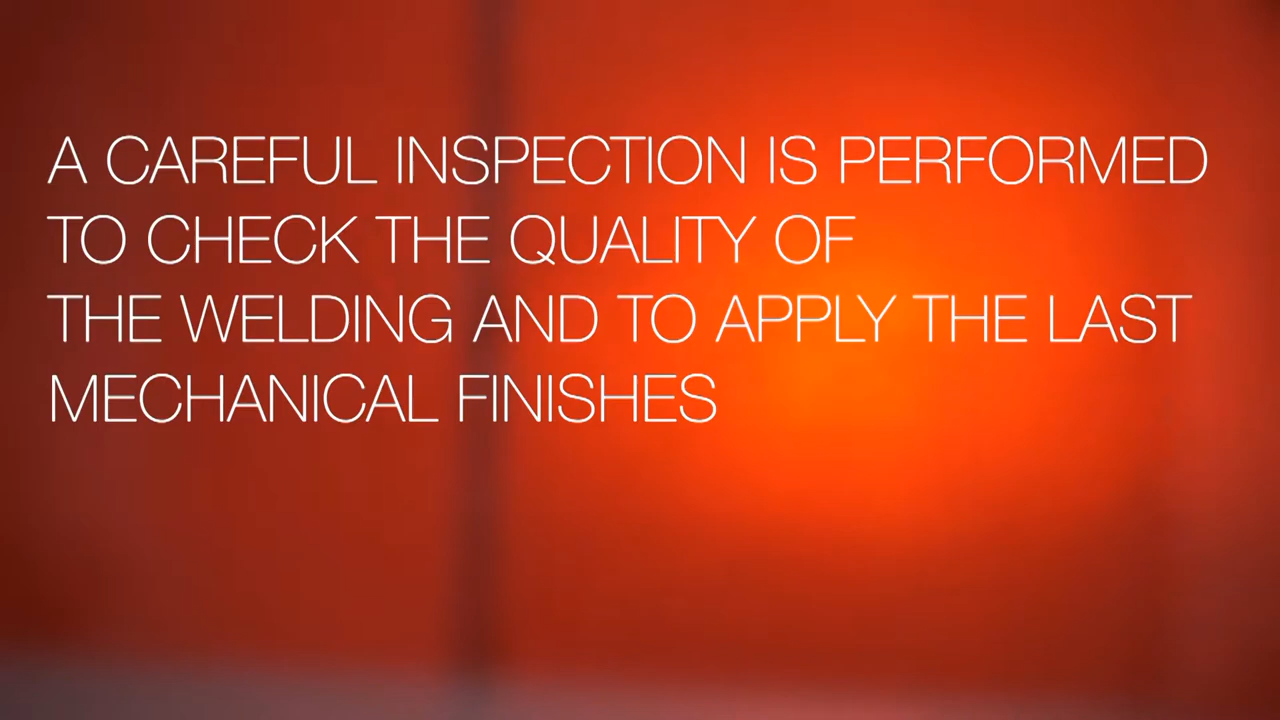 A CAREFUL INSPECTION IS PERFORMED
TO CHECK THE QUALITY OF
THE WELDING AND TO APPLY THE LAST
MECHANICAL FINISHES